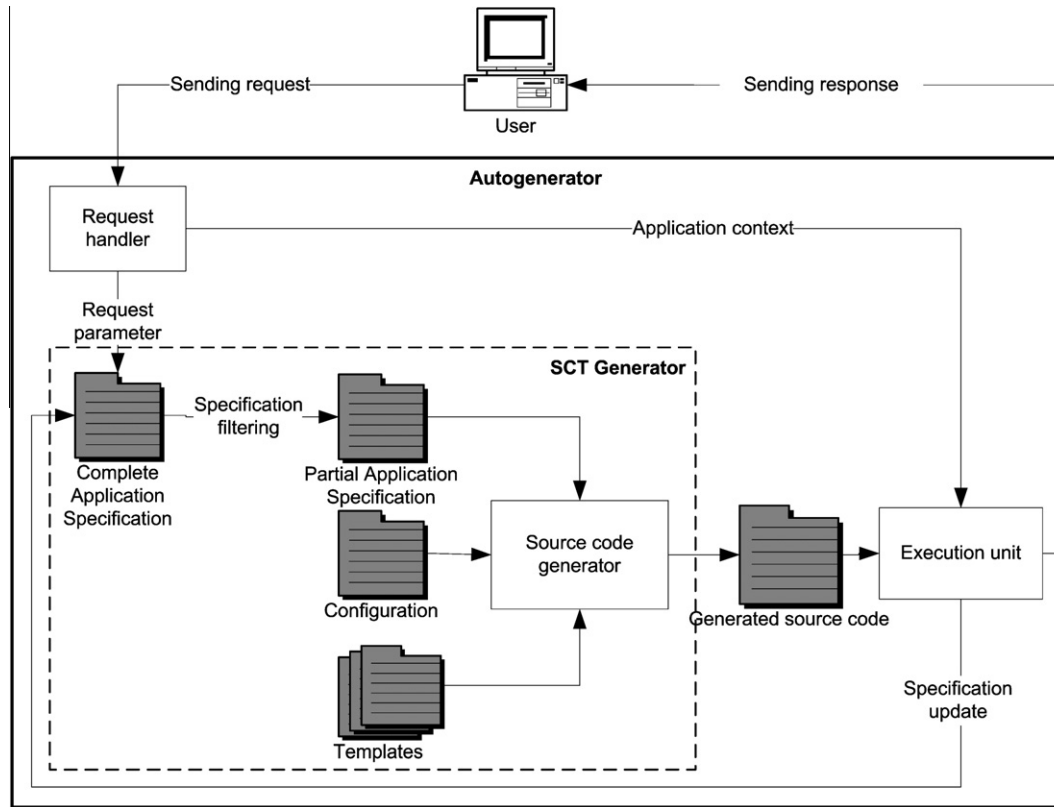 Sending request
Sending response
User
Autogenerator
Request
handler
Application context
Request
parameter
SCT Generator
Specification
filtering
Complete
Application
Specification
Partial Application
Specification
Source code
generator
Execution unit
Configuration
Generated source code
Specification
update
Templates